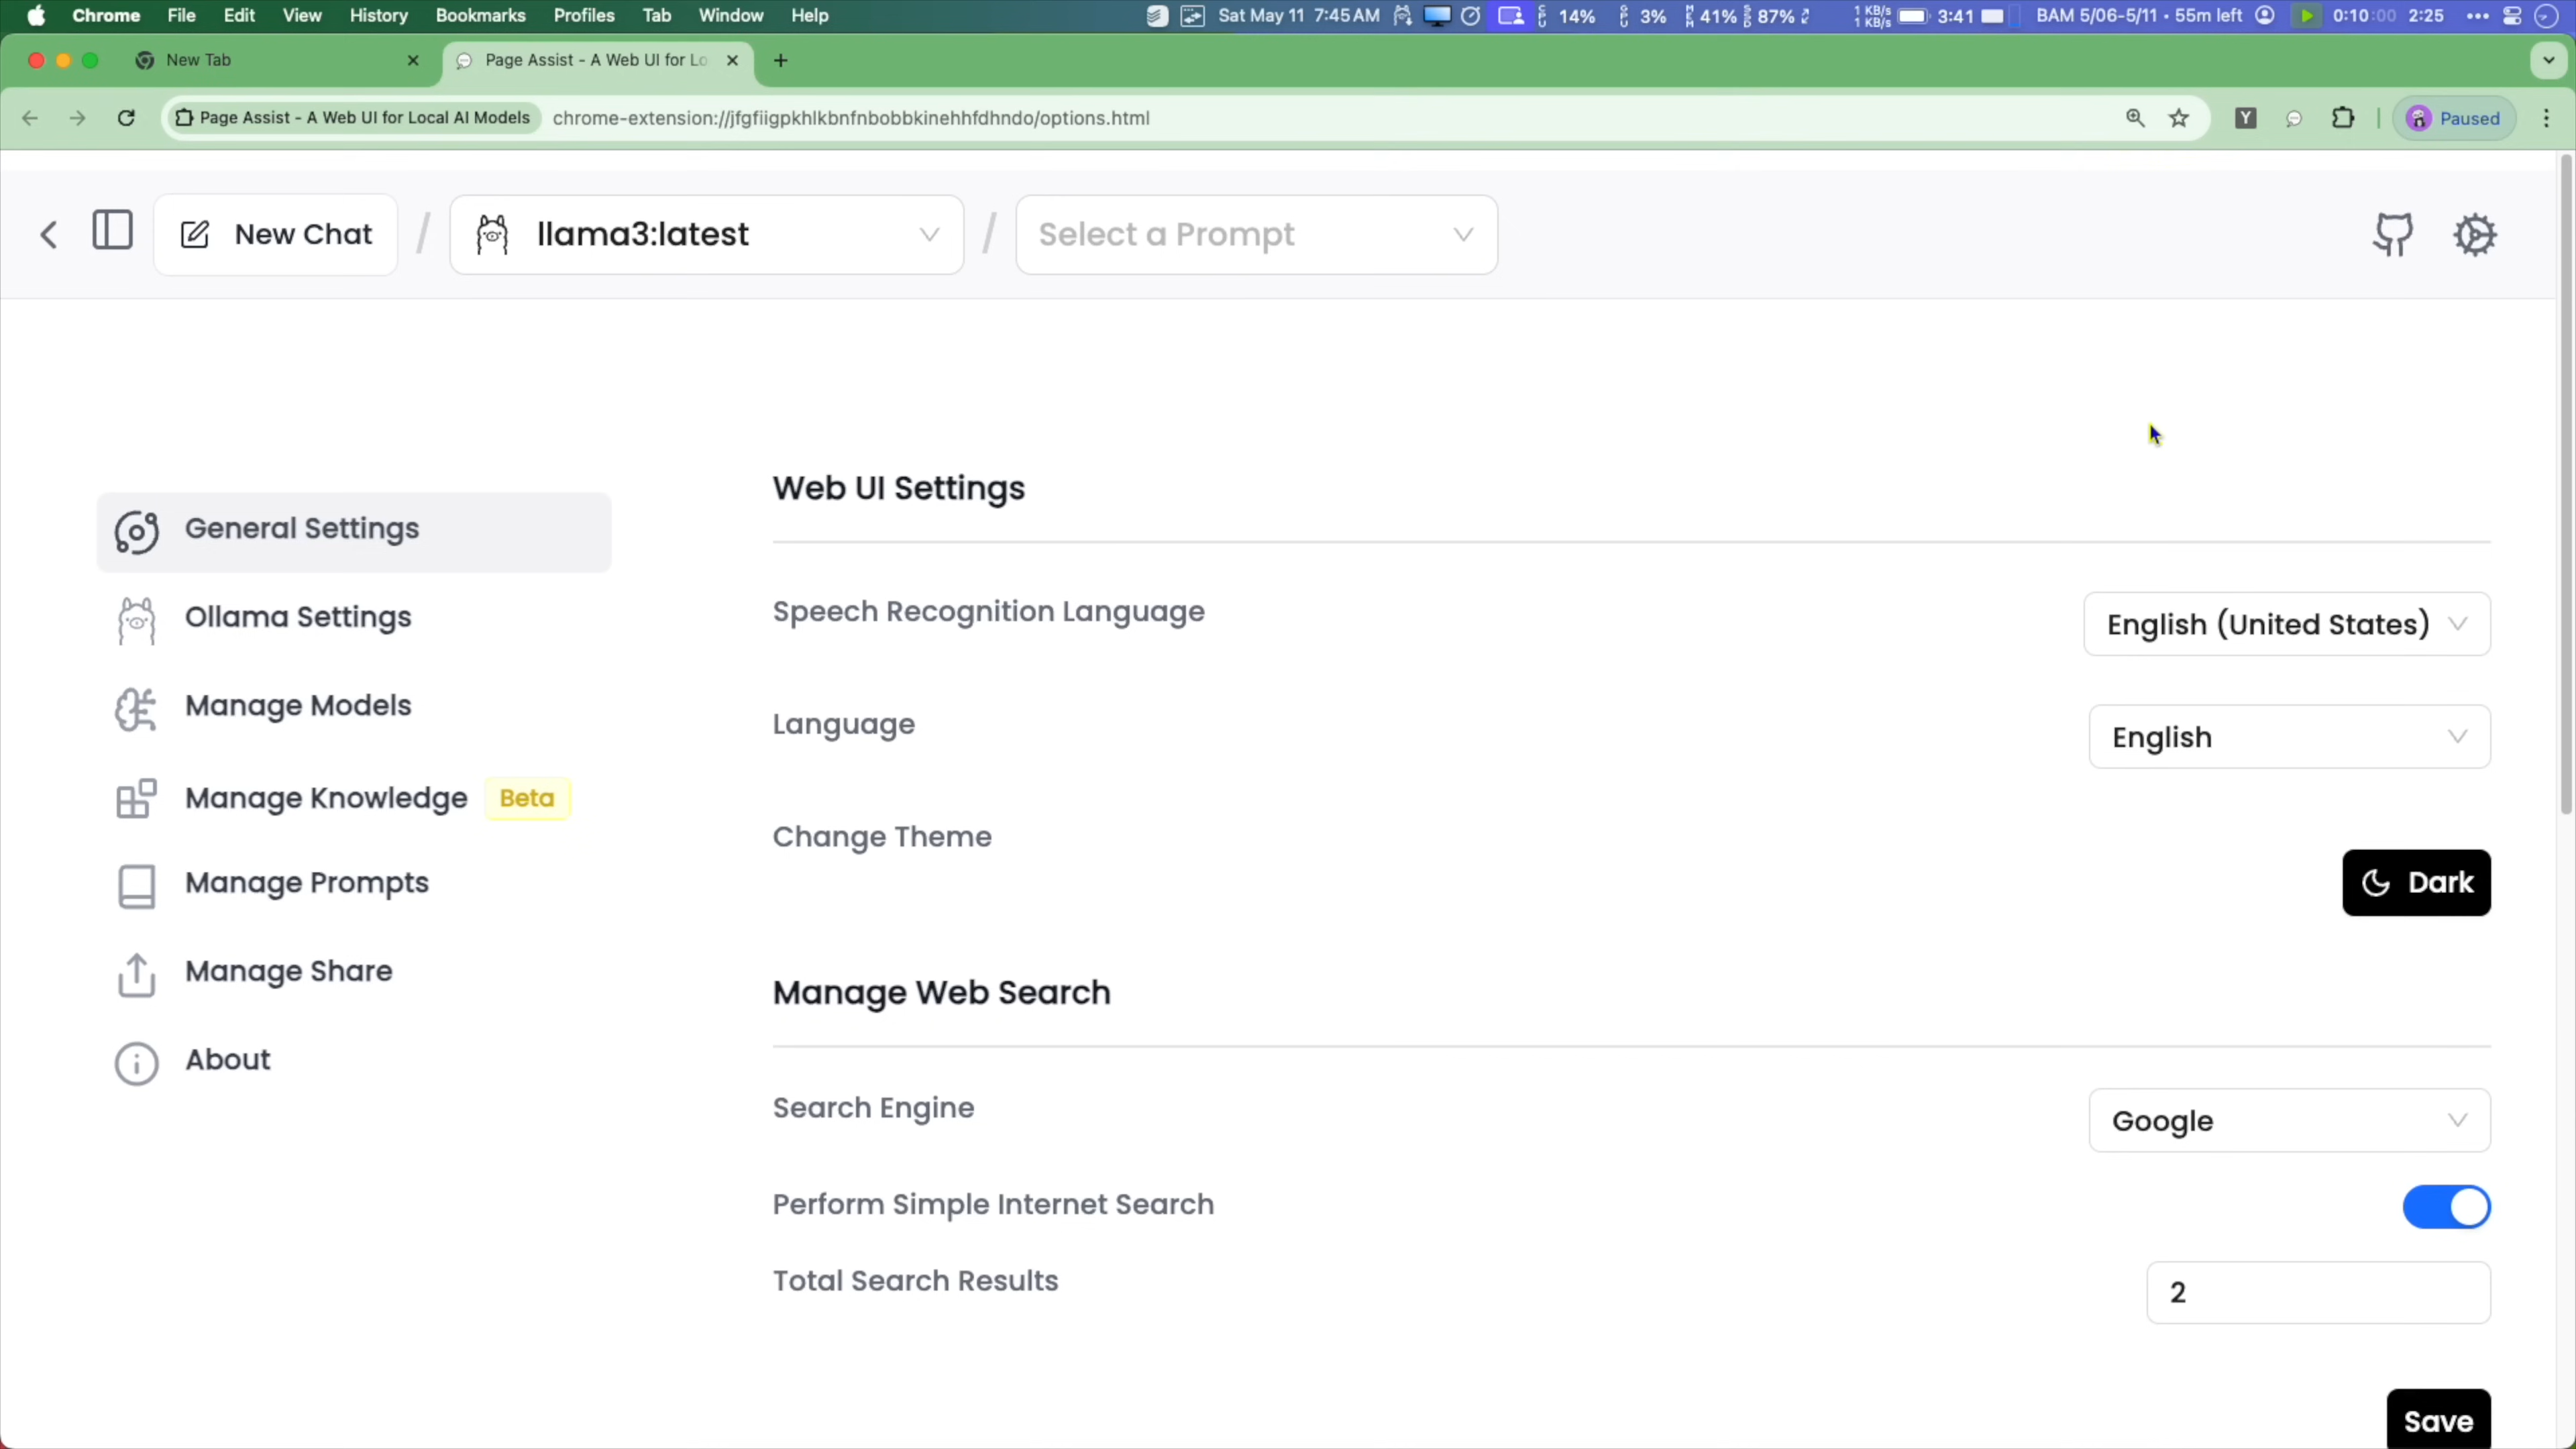 Chrome File Edit View History Bookmarks Profiles Tab Window Help Sat May 11 7:45 AM 14% 3% 41% 87% 1 KB/s 1 KB/s 3:41 BAM 5/06-5/11 • 55m left 0:10:00 2:25
New Tab Page Assist - A Web UI for Lo
Page Assist - A Web UI for Local AI Models chrome-extension://jfgfiigpkhlkbnfnbobbkinehhfdhndo/options.html Y Paused
New Chat / llama3:latest / Select a Prompt
Web UI Settings
General Settings
Ollama Settings
Manage Models
Manage Knowledge Beta
Manage Prompts
Manage Share
About
Speech Recognition Language English (United States)
Language English
Change Theme
Dark
Manage Web Search
Search Engine Google
Perform Simple Internet Search
Total Search Results 2
Save